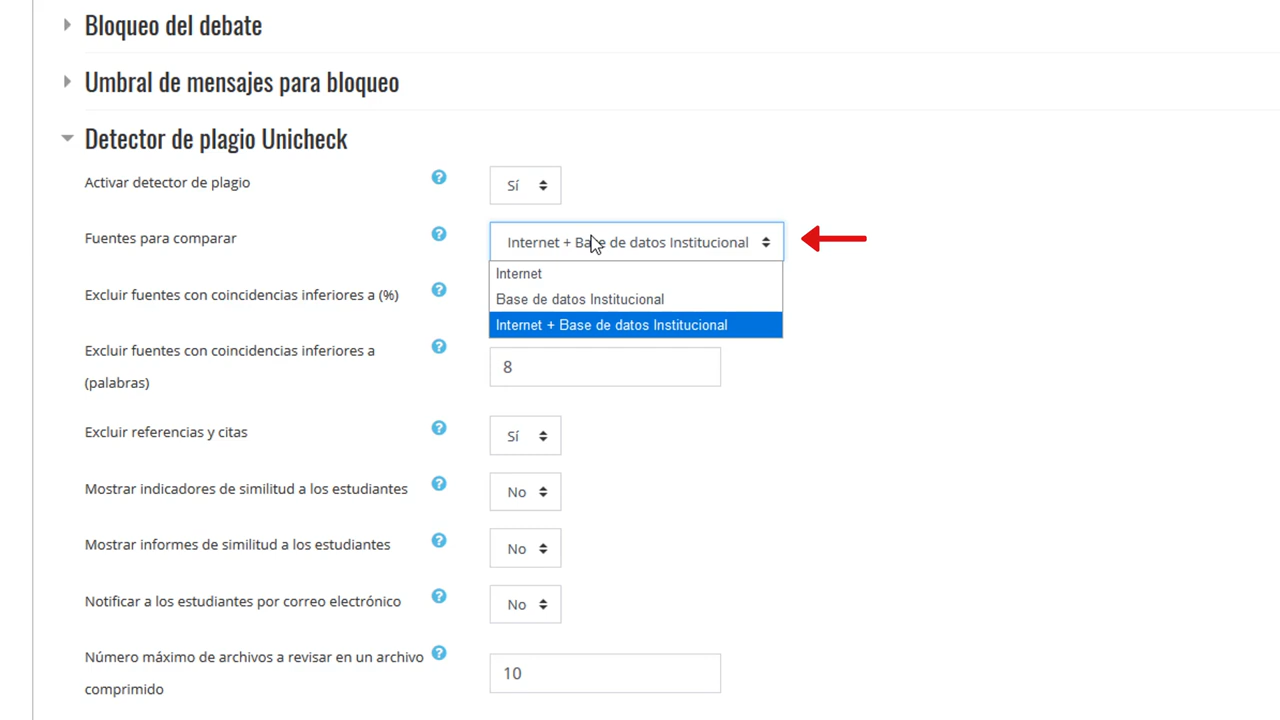 Bloqueo del debate
Umbral de mensajes para bloqueo
Detector de plagio Unicheck
Activar detector de plagio
Sí
Fuentes para comparar
Internet + Base de datos Institucional
Internet
Base de datos Institucional
Internet + Base de datos Institucional
Excluir fuentes con coincidencias inferiores a (%)
Excluir fuentes con coincidencias inferiores a
(palabras)
8
Excluir referencias y citas
Sí
Mostrar indicadores de similitud a los estudiantes
No
Mostrar informes de similitud a los estudiantes
No
Notificar a los estudiantes por correo electrónico
No
Número máximo de archivos a revisar en un archivo
comprimido
10